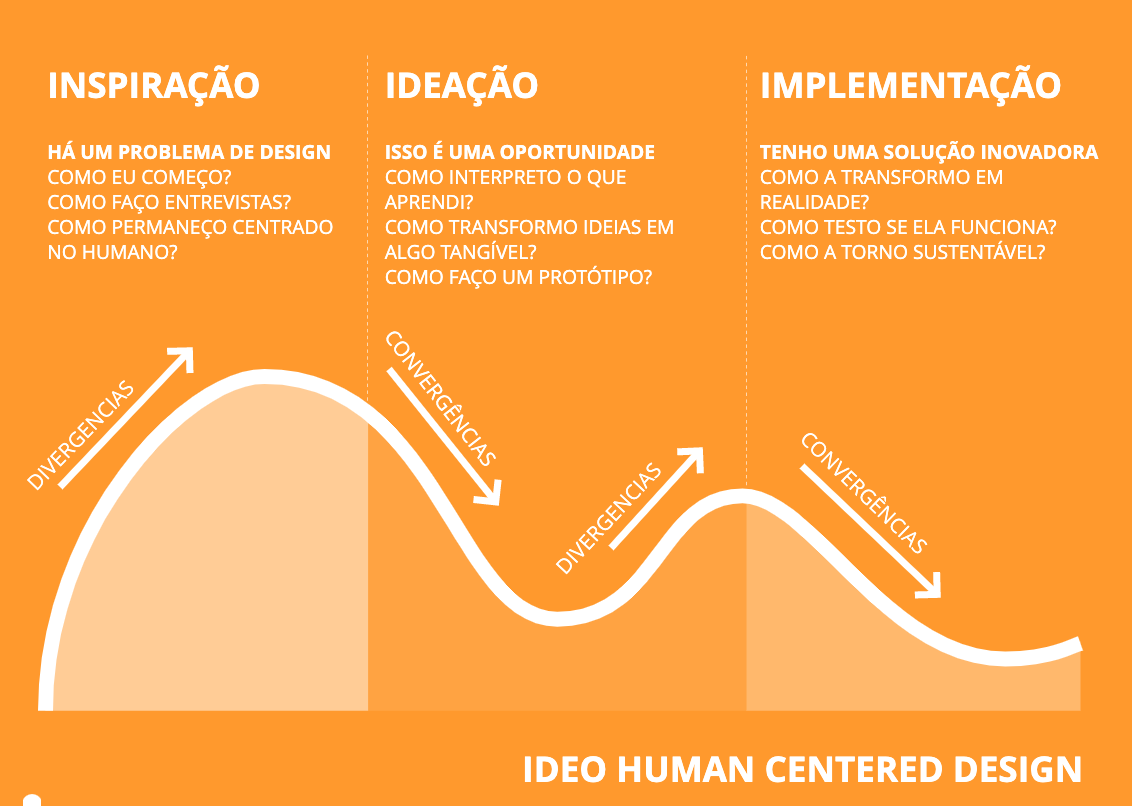 INSPIRAÇÃO
HÁ UM PROBLEMA DE DESIGN
COMO EU COMEÇO?
COMO FAÇO ENTREVISTAS?
COMO PERMANEÇO CENTRADO
NO HUMANO?
IDEAÇÃO
ISSO É UMA OPORTUNIDADE
COMO INTERPRETO O QUE
APRENDI?
COMO TRANSFORMO IDEIAS EM
ALGO TANGÍVEL?
COMO FAÇO UM PROTÓTIPO?
IMPLEMENTAÇÃO
TENHO UMA SOLUÇÃO INOVADORA
COMO A TRANSFORMO EM
REALIDADE?
COMO TESTO SE ELA FUNCIONA?
COMO A TORNO SUSTENTÁVEL?
DIVERGENCIAS
CONVERGÊNCIAS
DIVERGENCIAS
CONVERGÊNCIAS
IDEO HUMAN CENTERED DESIGN